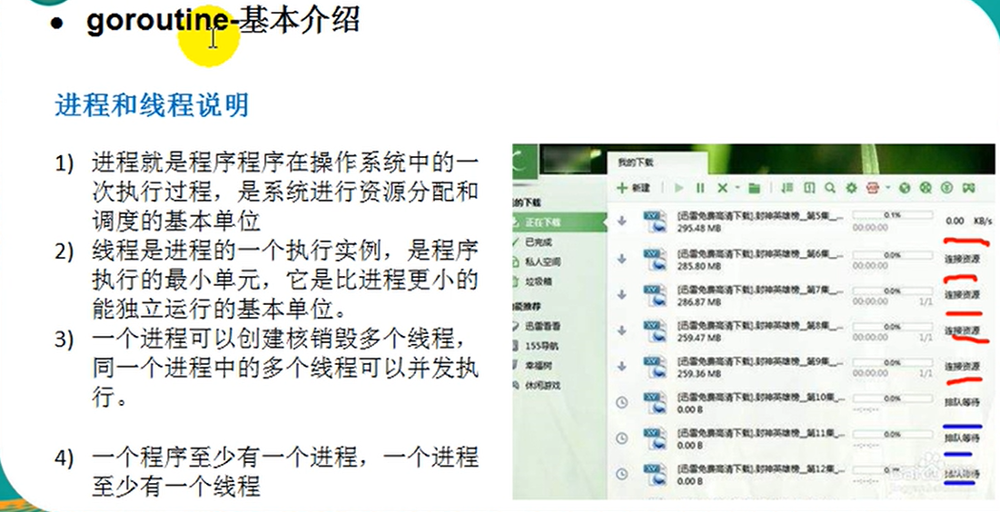 ● goroutine-基本介绍
进程和线程说明
1) 进程就是程序程序在操作系统中的一
次执行过程，是系统进行资源分配和
调度的基本单位
2) 线程是进程的一个执行实例，是程序
执行的最小单元，它是比进程更小的
能独立运行的基本单位。
3) 一个进程可以创建核销毁多个线程，
同一个进程中的多个线程可以并发执
行。
4) 一个程序至少有一个进程，一个进程
至少有一个线程
我的下载
新建
的下载
正在下载
已完成
私人空间
垃圾箱
能推荐
迅雷看看
155导航
幸福树
休闲游戏
[迅雷免费高清下载].封神英雄榜__第5集__... 0.1% 0.00 KB/s
295.48 MB 00:00:00
[迅雷免费高清下载].封神英雄榜__第6集_... 0.0% 连接资源
285.80 MB 00:00:00
[迅雷免费高清下载].封神英雄榜__第7集_... 0.0% 连接资源
286.87 MB 00:00:00 1/1
[迅雷免费高清下载].封神英雄榜__第8集_... 0.0% 连接资源
259.47 MB 00:00:00 1/1
[迅雷免费高清下载].封神英雄榜__第9集_... 0.0% 连接资源
259.36 MB 00:00:00 1/1
[迅雷免费高清下载].封神英雄榜__第10集_... 0.0% 排队等待
0.00 B --:--:--
[迅雷免费高清下载].封神英雄榜__第11集_... 0.0% 排队等待
0.00 B --:--:--
[迅雷免费高清下载].封神英雄榜__第12集_... 排队等待
0.00 B --:--:--